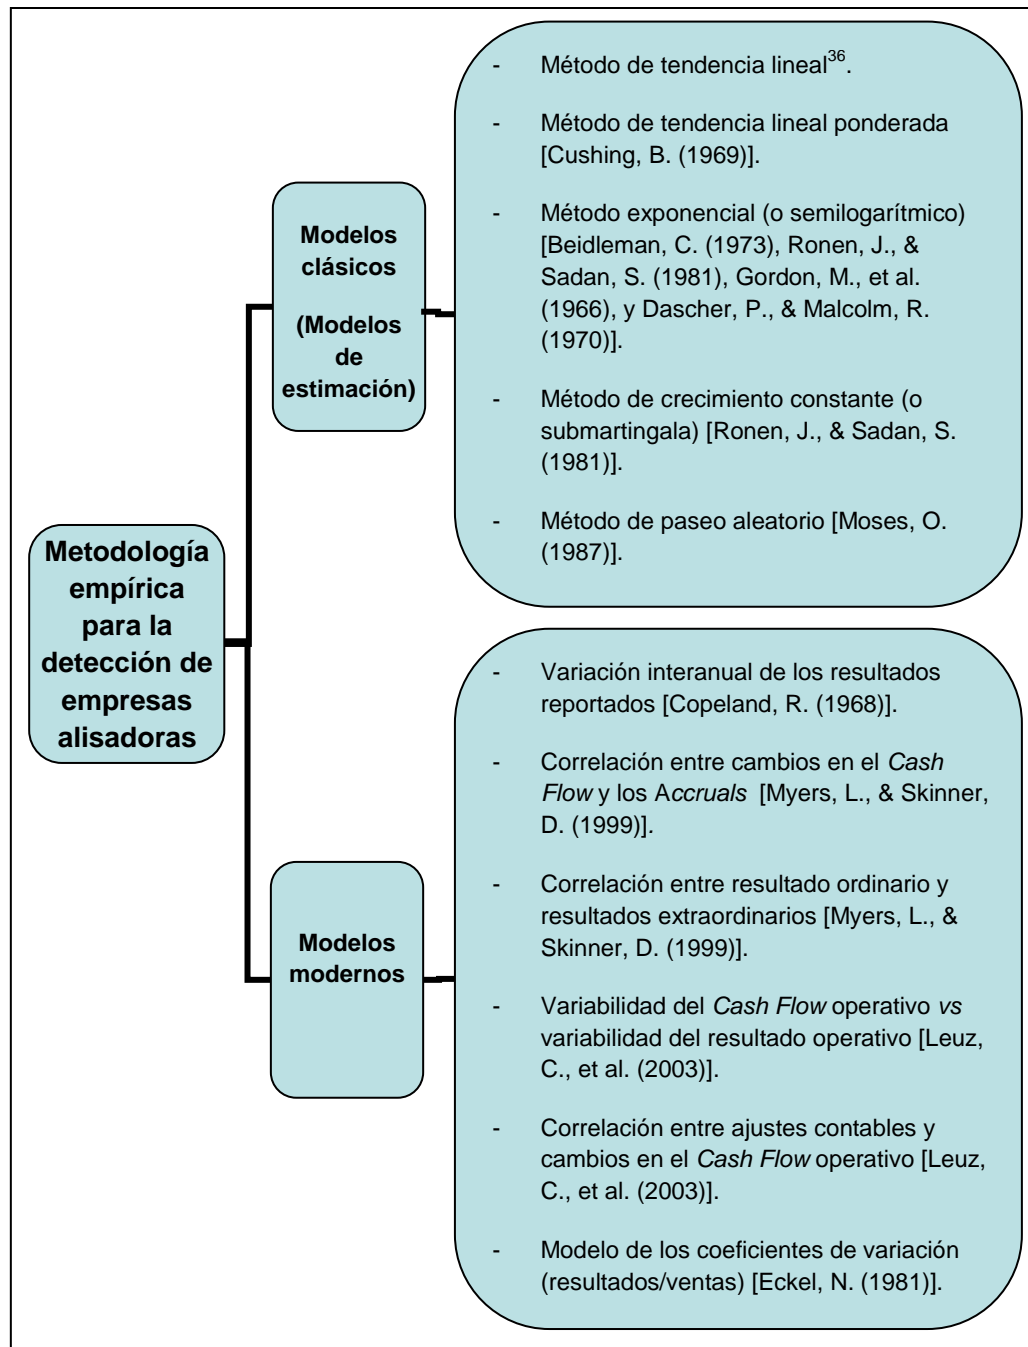 Metodología
empírica
para la
detección de
empresas
alisadoras
Modelos
clásicos
(Modelos
de
estimación)
- Método de tendencia lineal36.
- Método de tendencia lineal ponderada
[Cushing, B. (1969)].
- Método exponencial (o semilogarítmico)
[Beidleman, C. (1973), Ronen, J., &
Sadan, S. (1981), Gordon, M., et al.
(1966), y Dascher, P., & Malcolm, R.
(1970)].
- Método de crecimiento constante (o
submartingala) [Ronen, J., & Sadan, S.
(1981)].
- Método de paseo aleatorio [Moses, O.
(1987)].
Modelos
modernos
- Variación interanual de los resultados
reportados [Copeland, R. (1968)].
- Correlación entre cambios en el Cash
Flow y los Accruals [Myers, L., & Skinner,
D. (1999)].
- Correlación entre resultado ordinario y
resultados extraordinarios [Myers, L., &
Skinner, D. (1999)].
- Variabilidad del Cash Flow operativo vs
variabilidad del resultado operativo [Leuz,
C., et al. (2003)].
- Correlación entre ajustes contables y
cambios en el Cash Flow operativo [Leuz,
C., et al. (2003)].
- Modelo de los coeficientes de variación
(resultados/ventas) [Eckel, N. (1981)].